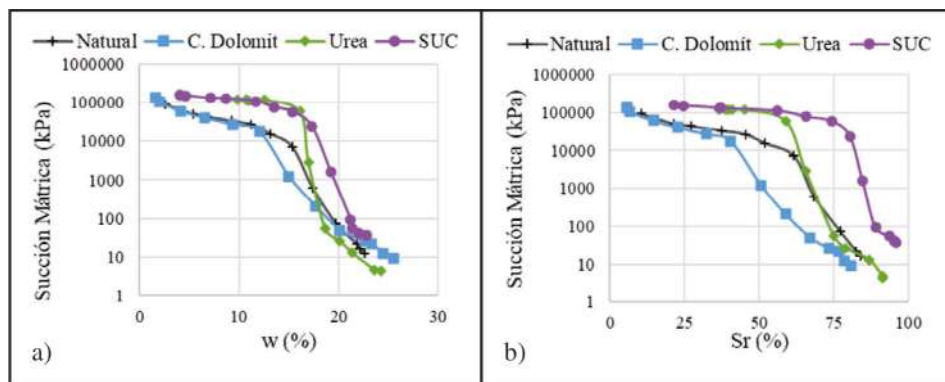 Natural C. Dolomit Urea SUC
1000000
100000
10000
1000
100
10
1
Succión Mátrica (kPa)
0 10 20 30
w (%)
a)
Natural C. Dolomit Urea SUC
1000000
100000
10000
1000
100
10
1
Succión Mátrica (kPa)
0 25 50 75 100
Sr (%)
b)